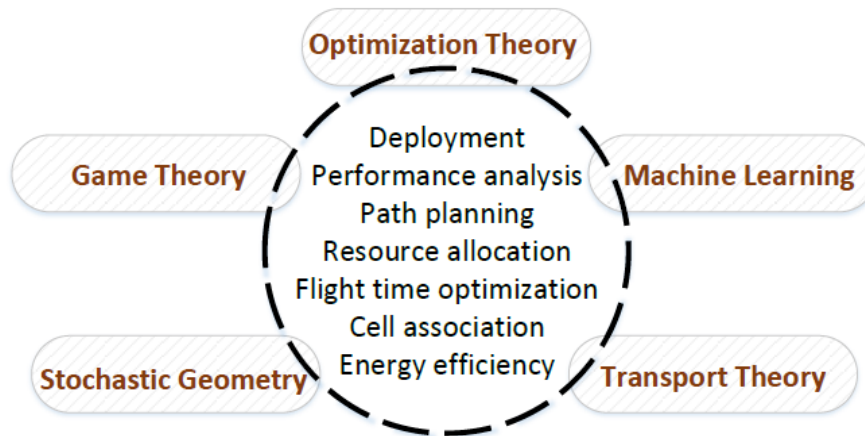 Optimization Theory
Game Theory
Machine Learning
Deployment
Performance analysis
Path planning
Resource allocation
Flight time optimization
Cell association
Energy efficiency
Stochastic Geometry
Transport Theory